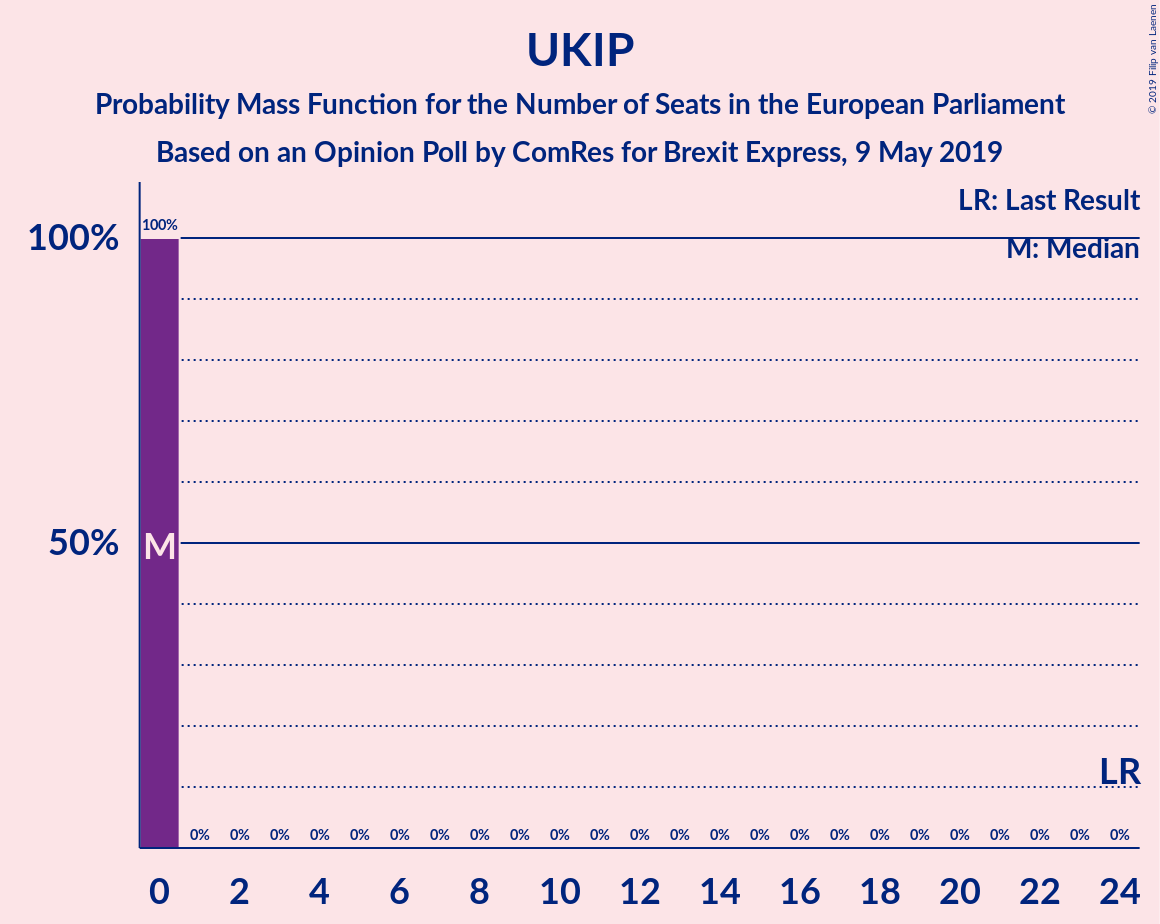 UKIP
Probability Mass Function for the Number of Seats in the European Parliament
Based on an Opinion Poll by ComRes for Brexit Express, 9 May 2019
© 2019 Filip van Laenen
LR: Last Result
M: Median
100%
100%
50%
M
LR
0% 0% 0% 0% 0% 0% 0% 0% 0% 0% 0% 0% 0% 0% 0% 0% 0% 0% 0% 0% 0% 0% 0% 0%
0 2 4 6 8 10 12 14 16 18 20 22 24